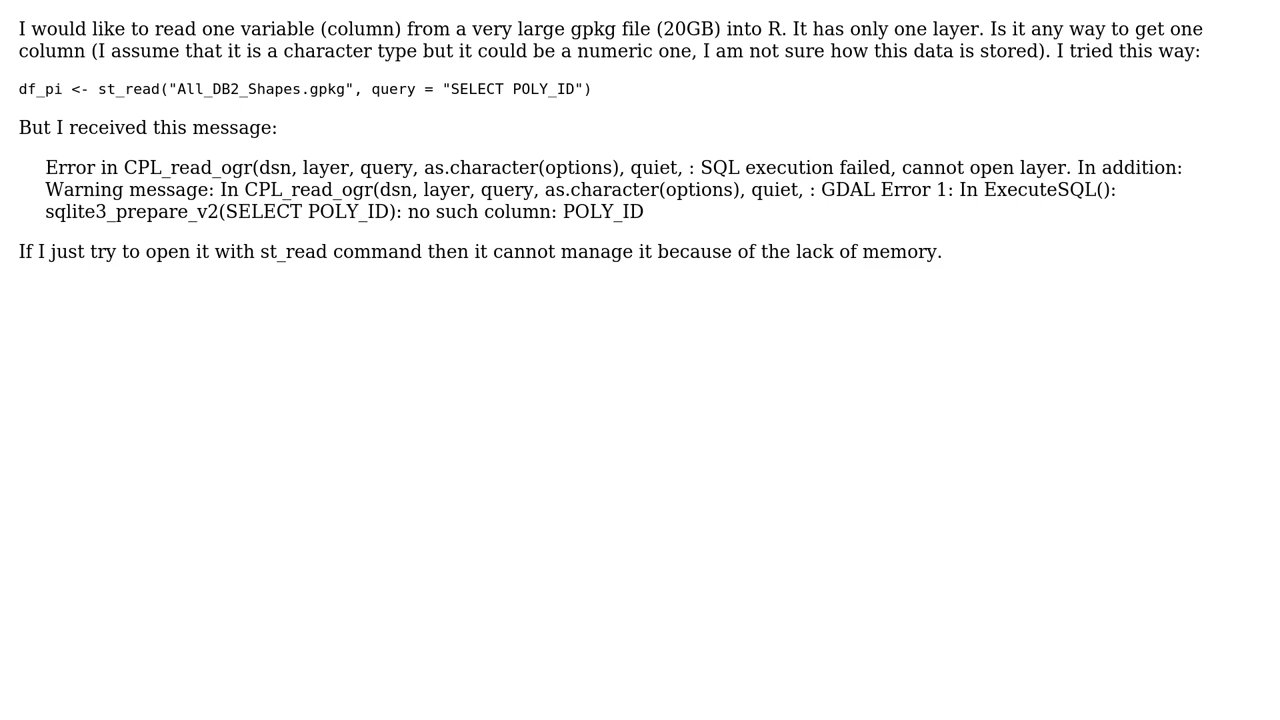 I would like to read one variable (column) from a very large gpkg file (20GB) into R. It has only one layer. Is it any way to get one
column (I assume that it is a character type but it could be a numeric one, I am not sure how this data is stored). I tried this way:
df_pi <- st_read("All_DB2_Shapes.gpkg", query = "SELECT POLY_ID")
But I received this message:
Error in CPL_read_ogr(dsn, layer, query, as.character(options), quiet, : SQL execution failed, cannot open layer. In addition:
Warning message: In CPL_read_ogr(dsn, layer, query, as.character(options), quiet, : GDAL Error 1: In ExecuteSQL():
sqlite3_prepare_v2(SELECT POLY_ID): no such column: POLY_ID
If I just try to open it with st_read command then it cannot manage it because of the lack of memory.